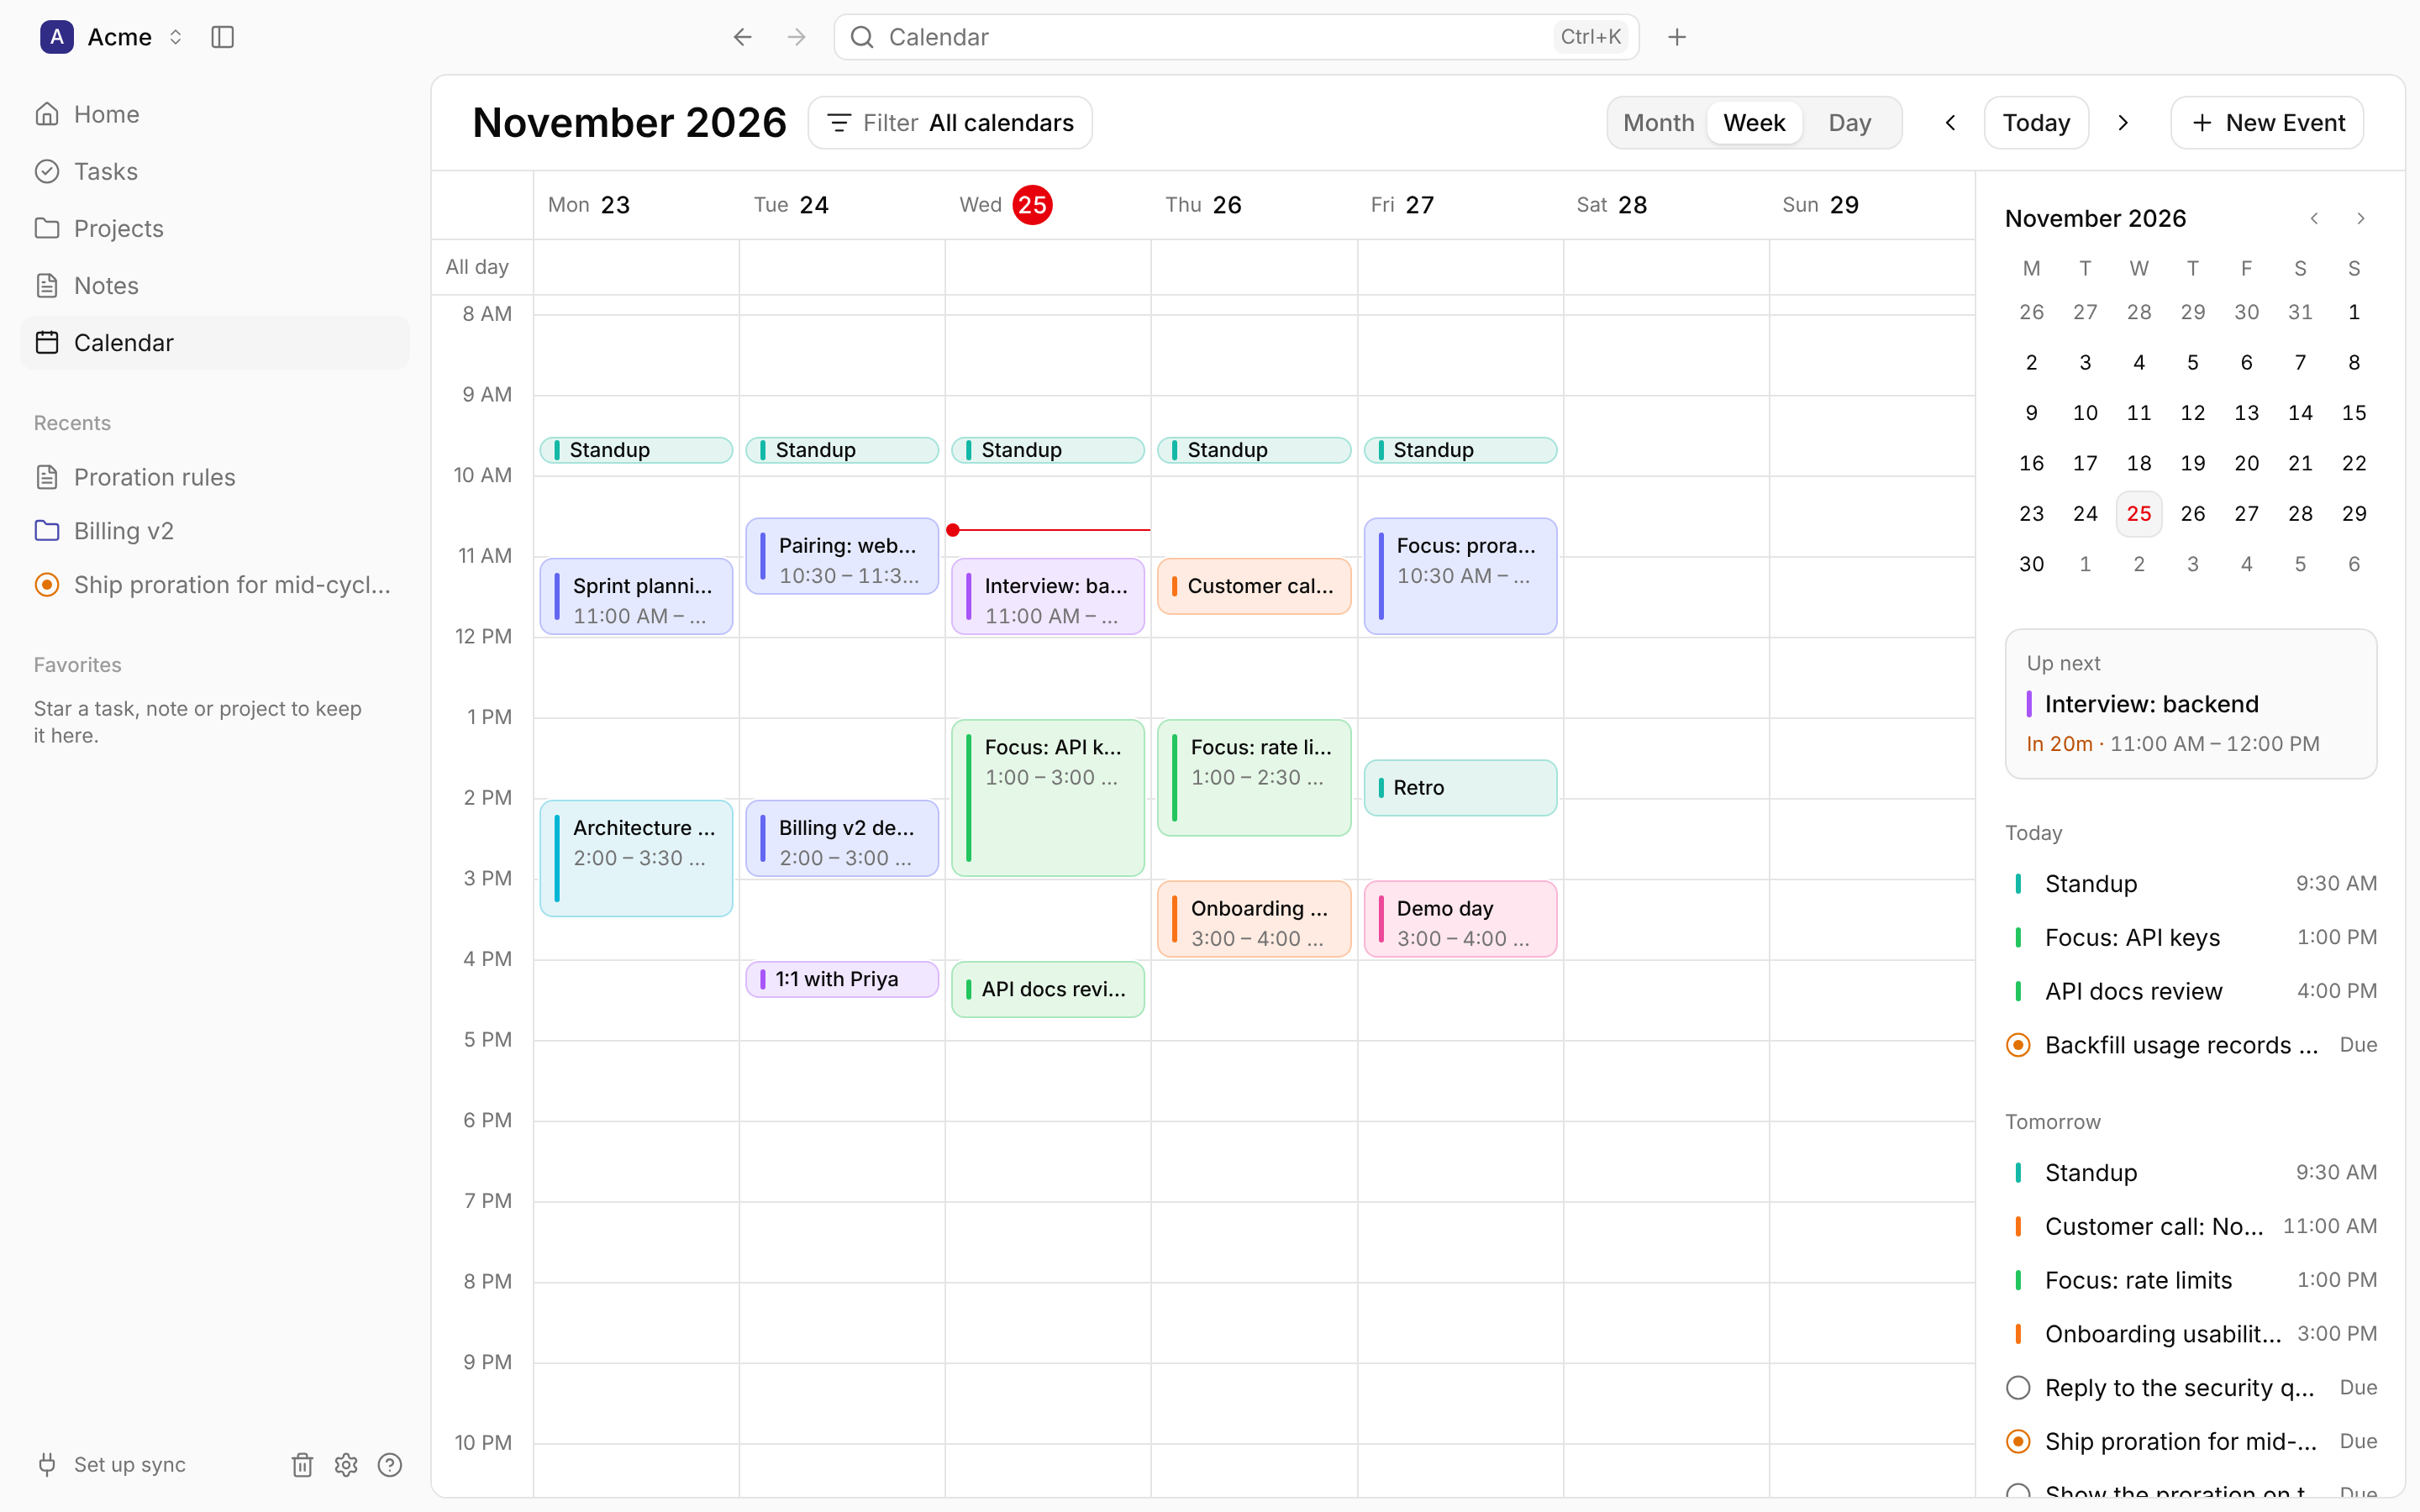 A Acme
Calendar Ctrl+K
Home
Tasks
Projects
Notes
Calendar
Recents
Proration rules
Billing v2
Ship proration for mid-cycl...
Favorites
Star a task, note or project to keep
it here.
Set up sync
November 2026 Filter All calendars Month Week Day Today New Event
Mon 23 Tue 24 Wed 25 Thu 26 Fri 27 Sat 28 Sun 29
All day
8 AM
9 AM
10 AM
11 AM
12 PM
1 PM
2 PM
3 PM
4 PM
5 PM
6 PM
7 PM
8 PM
9 PM
10 PM
Standup
Sprint planni...
11:00 AM – ...
Architecture ...
2:00 – 3:30 ...
Standup
Pairing: web...
10:30 – 11:3...
Billing v2 de...
2:00 – 3:00 ...
1:1 with Priya
Standup
Interview: ba...
11:00 AM – ...
Focus: API k...
1:00 – 3:00 ...
API docs revi...
Standup
Customer cal...
Focus: rate li...
1:00 – 2:30 ...
Onboarding ...
3:00 – 4:00 ...
Standup
Focus: prora...
10:30 AM – ...
Retro
Demo day
3:00 – 4:00 ...
November 2026
M T W T F S S
26 27 28 29 30 31 1
2 3 4 5 6 7 8
9 10 11 12 13 14 15
16 17 18 19 20 21 22
23 24 25 26 27 28 29
30 1 2 3 4 5 6
Up next
Interview: backend
In 20m · 11:00 AM – 12:00 PM
Today
Standup 9:30 AM
Focus: API keys 1:00 PM
API docs review 4:00 PM
Backfill usage records ... Due
Tomorrow
Standup 9:30 AM
Customer call: No... 11:00 AM
Focus: rate limits 1:00 PM
Onboarding usabilit... 3:00 PM
Reply to the security q... Due
Ship proration for mid-... Due
Show the proration on t... Due